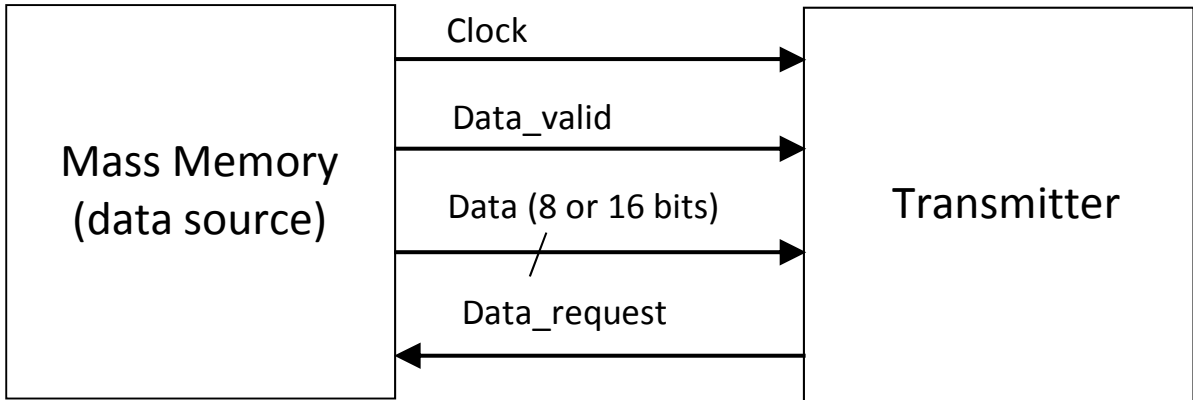 Clock
Data_valid
Mass Memory
(data source)
Data (8 or 16 bits)
Transmitter
Data_request